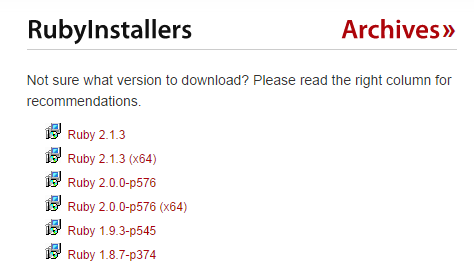 RubyInstallers
Archives»
Not sure what version to download? Please read the right column for
recommendations.
Ruby 2.1.3
Ruby 2.1.3 (x64)
Ruby 2.0.0-p576
Ruby 2.0.0-p576 (x64)
Ruby 1.9.3-p545
Ruby 1.8.7-p374